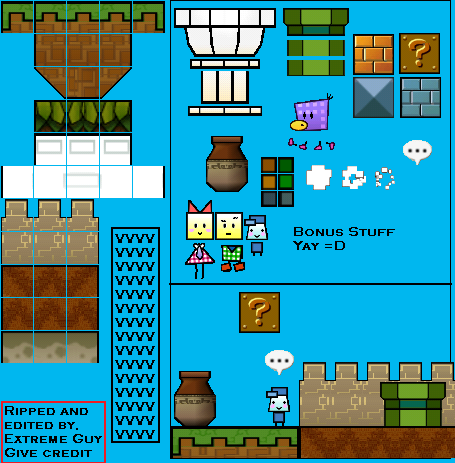 ?
...
Bonus Stuff
Yay =D
?
...
Ripped and
edited by,
Extreme Guy
Give credit